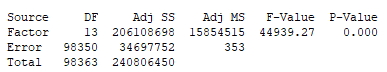 Source DF Adj SS Adj MS F-Value P-Value
Factor 13 206108698 15854515 44939.27 0.000
Error 98350 34697752 353
Total 98363 240806450